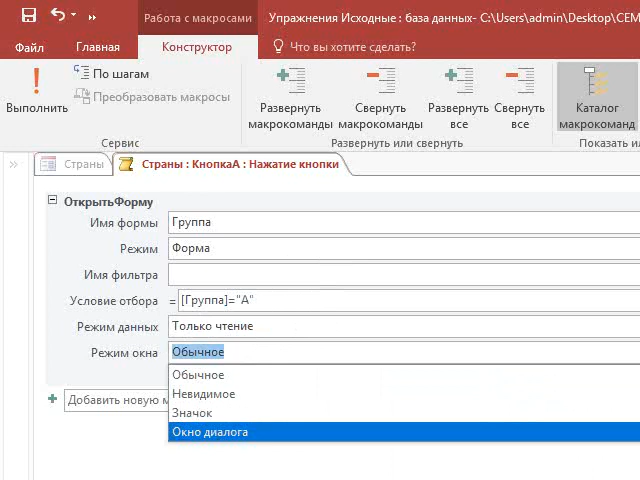 Работа с макросами
Упражнения Исходные : база данных- C:\Users\admin\Desktop\СЕМ
Файл
Главная
Конструктор
Что вы хотите сделать?
Выполнить
По шагам
Преобразовать макросы
Развернуть макрокоманды
Свернуть макрокоманды
Развернуть все
Свернуть все
Каталог макрокоманд
Сервис
Развернуть или свернуть
Показать ил
Страны
Страны : КнопкаА : Нажатие кнопки
ОткрытьФорму
Имя формы Группа
Режим Форма
Имя фильтра
Условие отбора = [Группа]="А"
Режим данных Только чтение
Режим окна Обычное
Обычное
Невидимое
Значок
Добавить новую м
Окно диалога